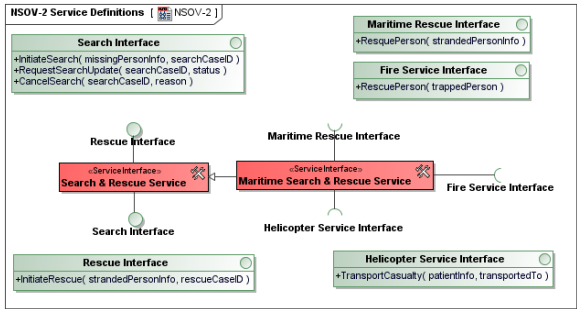 NSOV-2 Service Definitions [ NSOV-2 ]
Search Interface
+InitiateSearch( missingPersonInfo, searchCaseID )
+RequestSearchUpdate( searchCaseID, status )
+CancelSearch( searchCaseID, reason )
Maritime Rescue Interface
+ResquePerson( strandedPersonInfo )
Fire Service Interface
+RescuePerson( trappedPerson )
Rescue Interface
Maritime Rescue Interface
«ServiceInterface»
Search & Rescue Service
«ServiceInterface»
Maritime Search & Rescue Service
Fire Service Interface
Search Interface
Helicopter Service Interface
Rescue Interface
+InitiateRescue( strandedPersonInfo, rescueCaseID )
Helicopter Service Interface
+TransportCasualty( patientInfo, transportedTo )